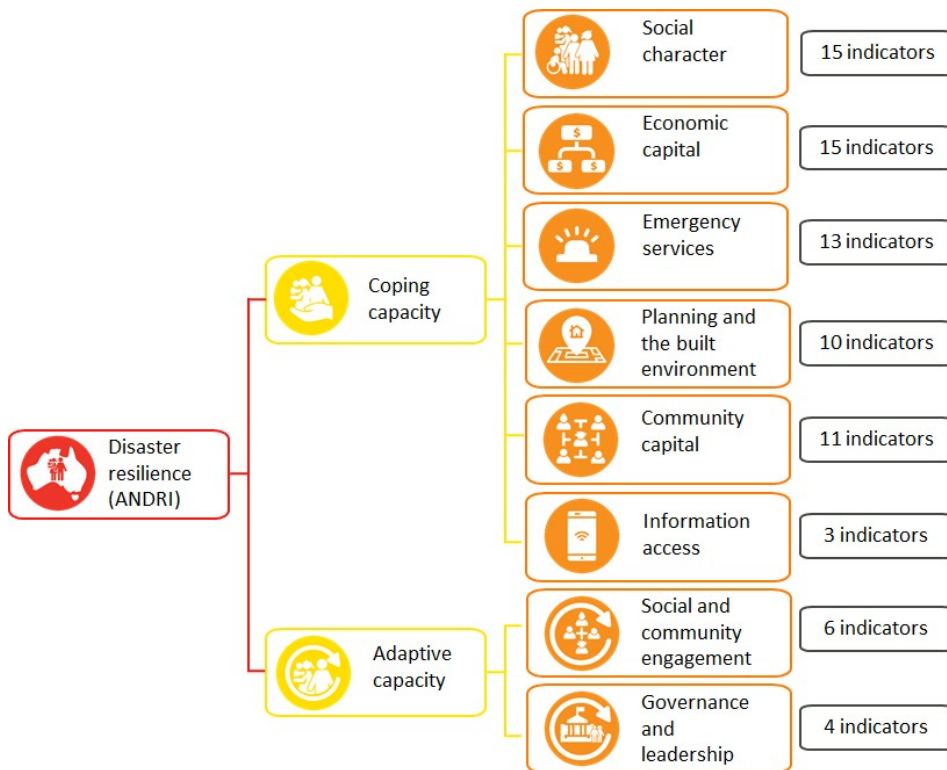 Social
character
15 indicators
Economic
capital
15 indicators
Emergency
services
13 indicators
Coping
capacity
Planning and
the built
environment
10 indicators
Disaster
resilience
(ANDRI)
Community
capital
11 indicators
Information
access
3 indicators
Adaptive
capacity
Social and
community
engagement
6 indicators
Governance
and
leadership
4 indicators